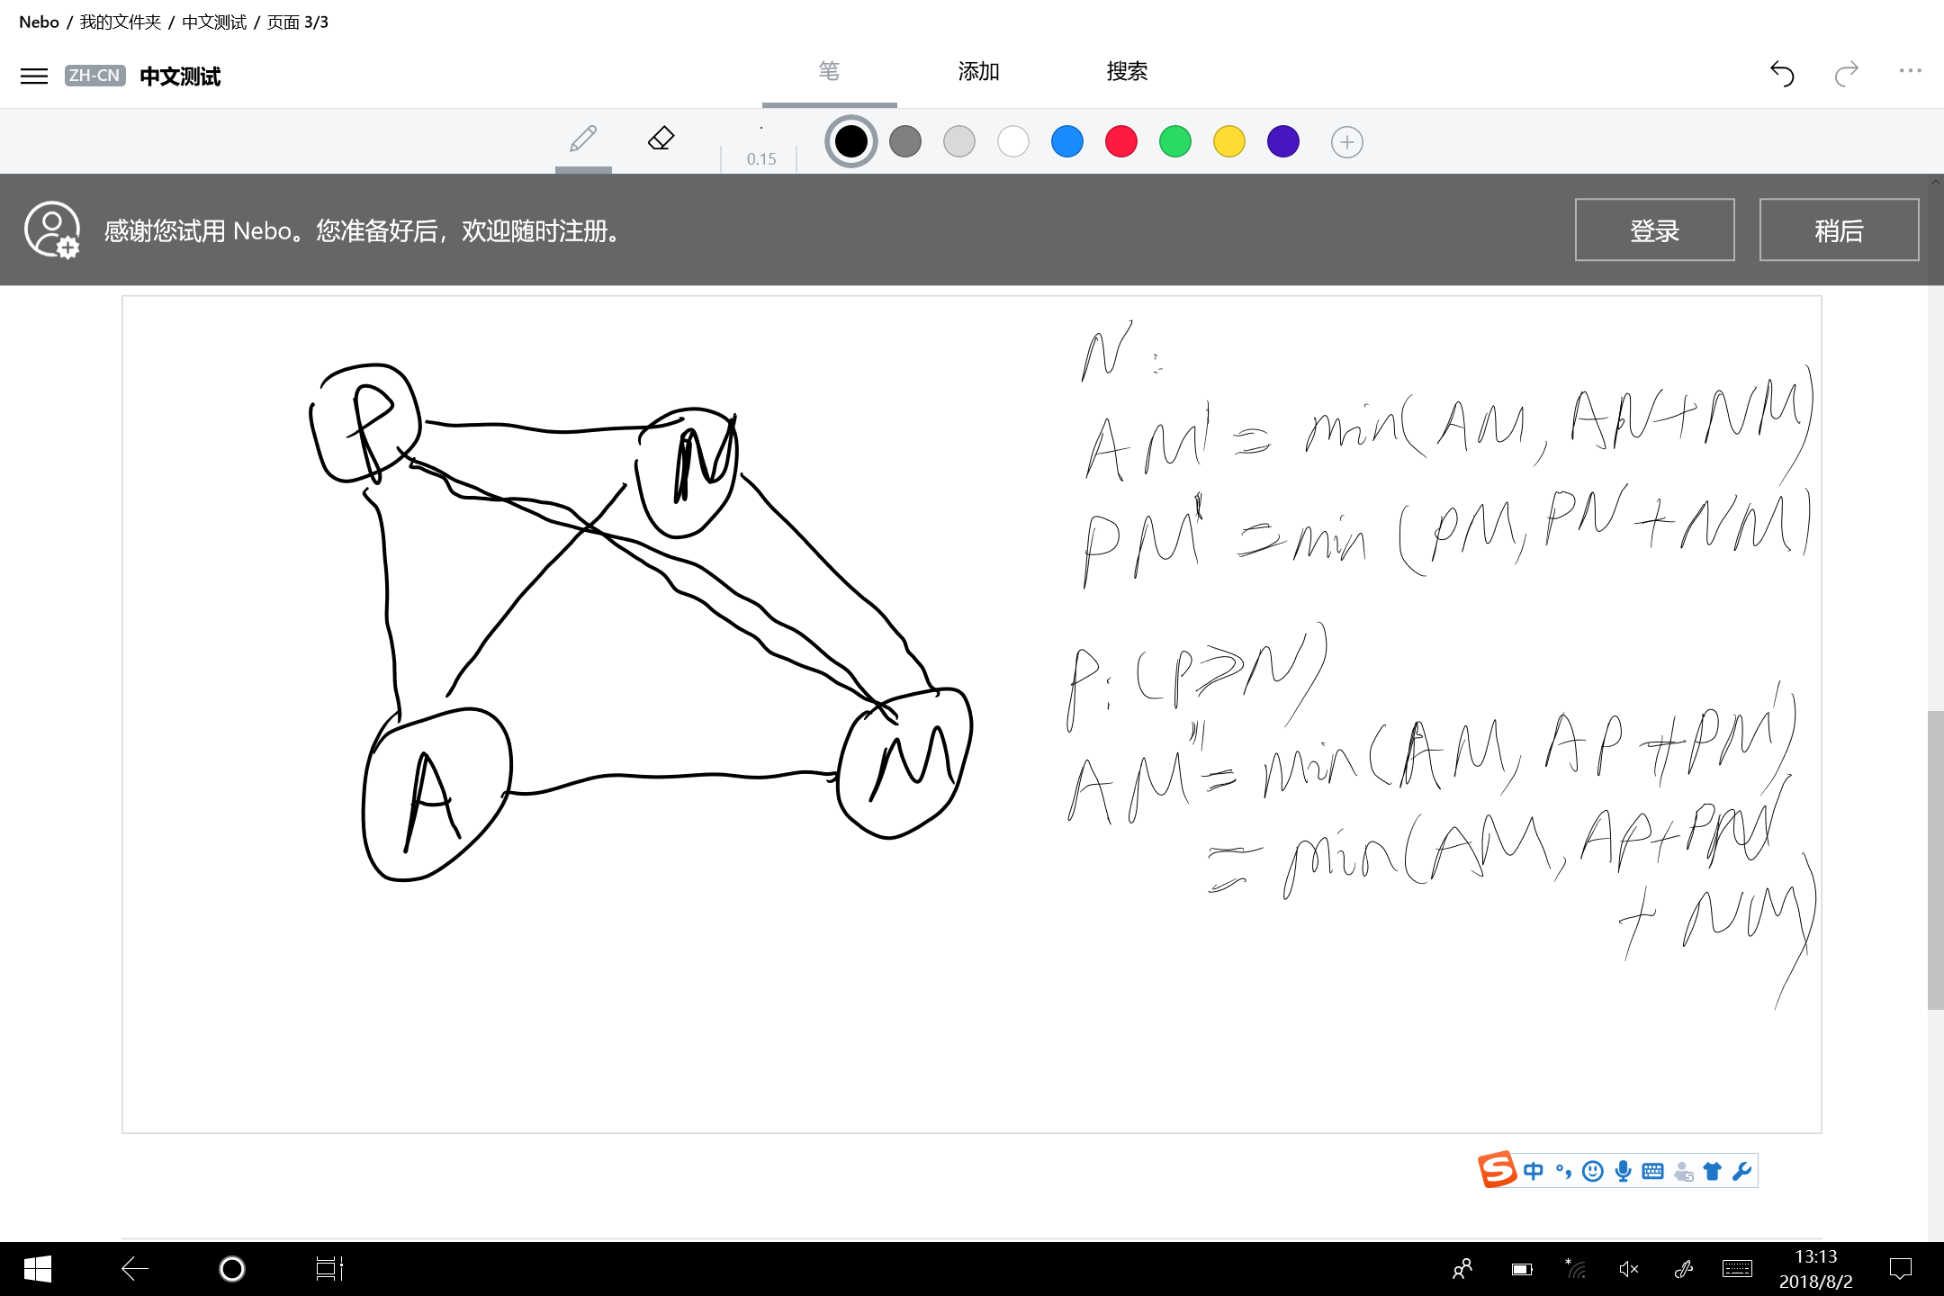 Nebo / 我的文件夹 / 中文测试 / 页面 3/3
ZH-CN 中文测试
笔 添加 搜索
0.15
感谢您试用 Nebo。您准备好后，欢迎随时注册。
登录 稍后
P
N
A
M
N:
AM' = min(AM, AN+NM)
PM' = min(PM, PN+NM)
P: (P>N)
AM'' = min(AM, AP+PM')
= min(AM, AP+PM
+ NM)
中
13:13
2018/8/2